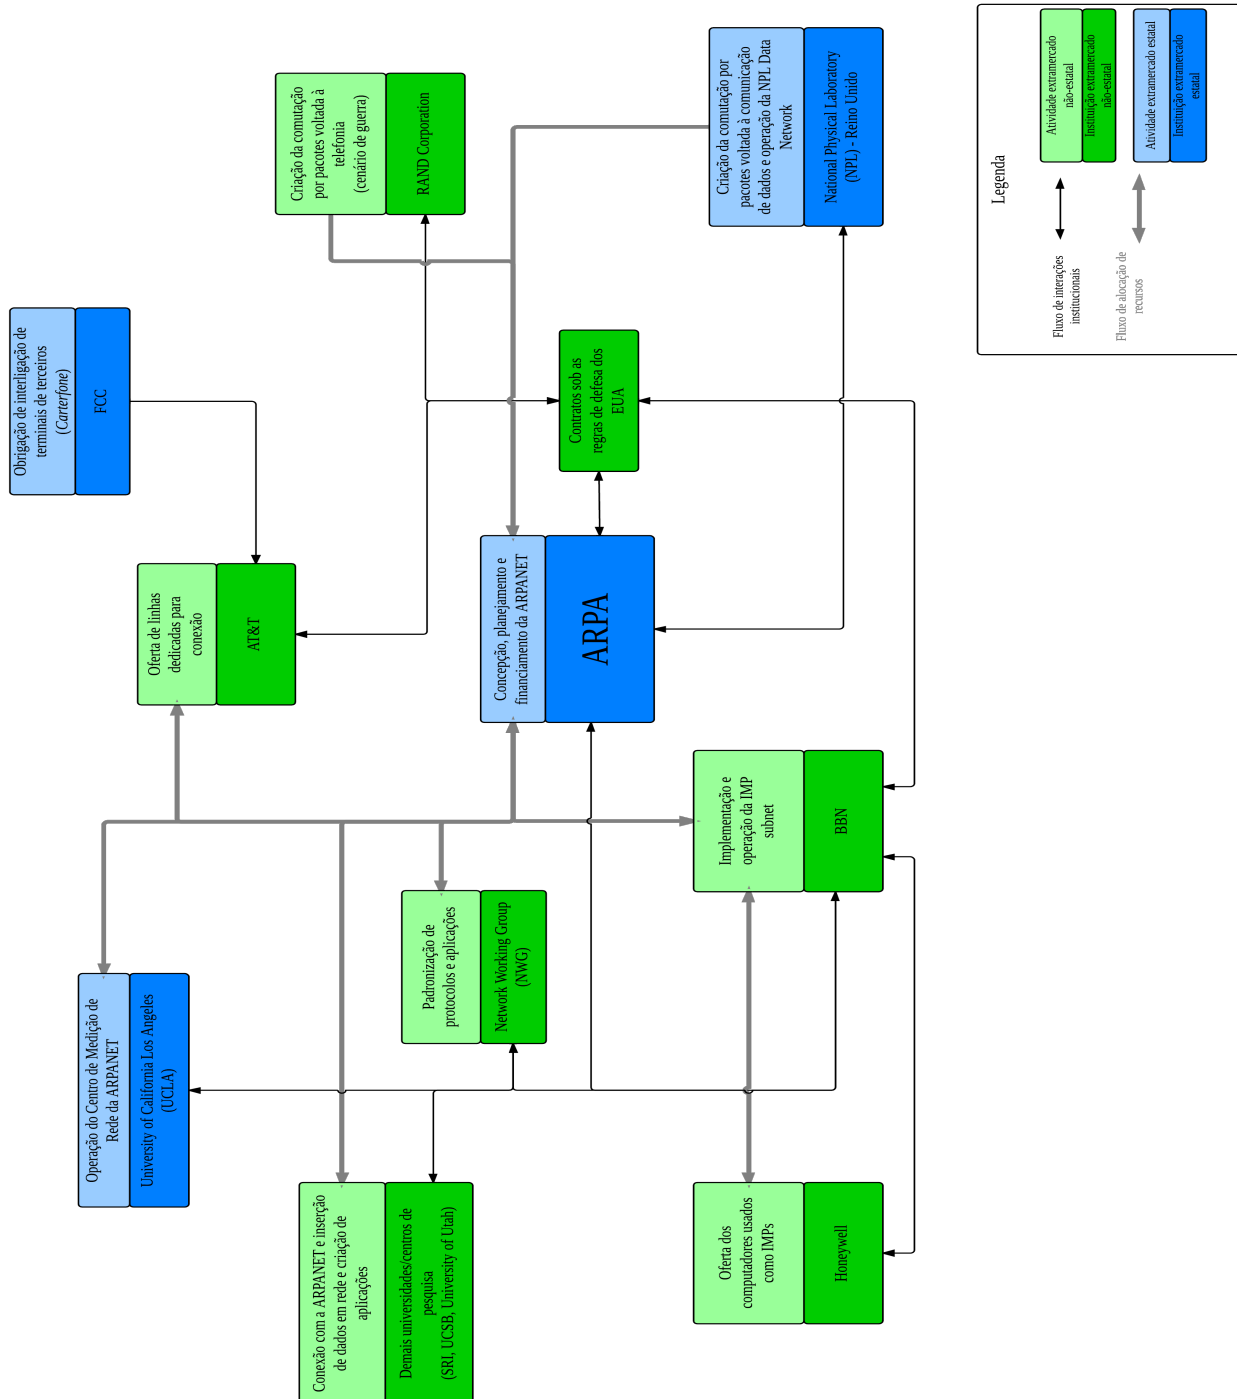 Operação do Centro de Medição de
Rede da ARPANET
University of California Los Angeles
(UCLA)
Obrigação de interligação de
terminais de terceiros
(Carterfone)
FCC
Oferta de linhas
dedicadas para
conexão
AT&T
Conexão com a ARPANET e inserção
de dados em rede e criação de
aplicações
Demais universidades/centros de
pesquisa
(SRI, UCSB, University of Utah)
Criação da comutação
por pacotes voltada à
telefonia
(cenário de guerra)
RAND Corporation
Padronização de
protocolos e aplicações
Network Working Group
(NWG)
Concepção, planejamento e
financiamento da ARPANET
ARPA
Contratos sob as
regras de defesa dos
EUA
Oferta dos
computadores usados
como IMPs
Honeywell
Implementação e
operação da IMP
subnet
BBN
Criação da comutação por
pacotes voltada à comunicação
de dados e operação da NPL Data
Network
National Physical Laboratory
(NPL) - Reino Unido
Legenda
Fluxo de interações
institucionais
Atividade extramercado
não-estatal
Instituição extramercado
não-estatal
Fluxo de alocação de
recursos
Atividade extramercado estatal
Instituição extramercado
estatal